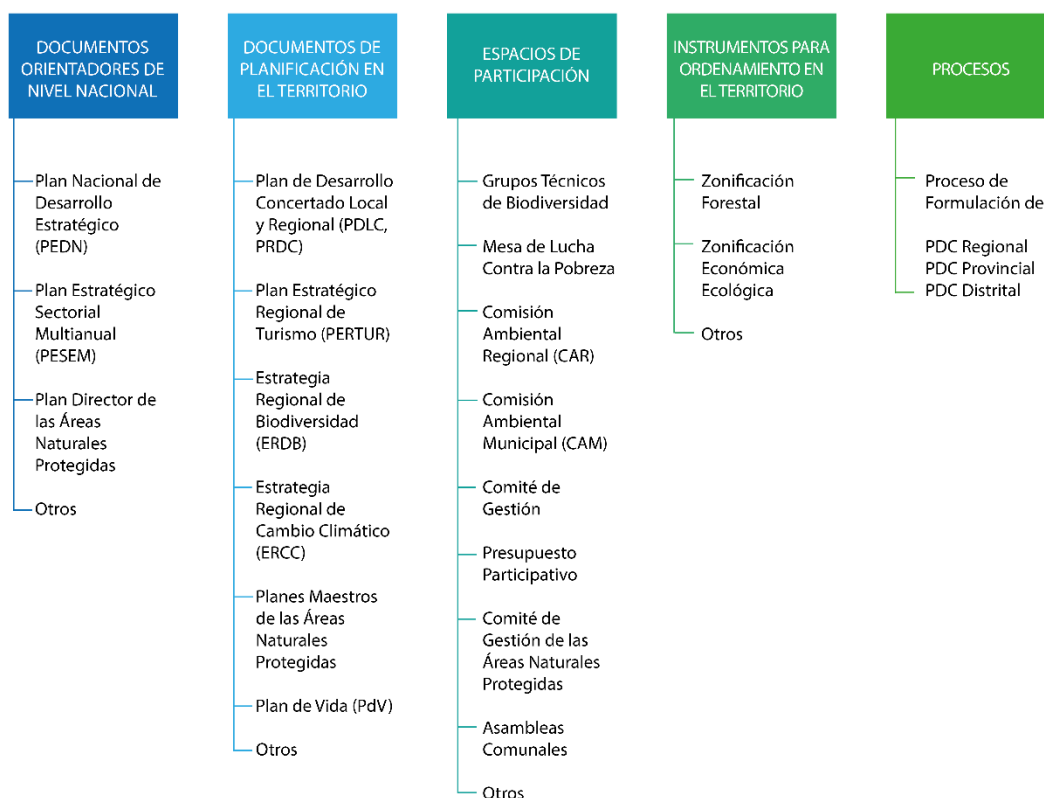 DOCUMENTOS
ORIENTADORES DE
NIVEL NACIONAL
Plan Nacional de
Desarrollo
Estratégico
(PEDN)
Plan Estratégico
Sectorial
Multianual
(PESEM)
Plan Director de
las Áreas
Naturales
Protegidas
Otros
DOCUMENTOS DE
PLANIFICACIÓN EN
EL TERRITORIO
Plan de Desarrollo
Concertado Local
y Regional (PDLC,
PRDC)
Plan Estratégico
Regional de
Turismo (PERTUR)
Estrategia
Regional de
Biodiversidad
(ERDB)
Estrategia
Regional de
Cambio Climático
(ERCC)
Planes Maestros
de las Áreas
Naturales
Protegidas
Plan de Vida (PdV)
Otros
ESPACIOS DE
PARTICIPACIÓN
Grupos Técnicos
de Biodiversidad
Mesa de Lucha
Contra la Pobreza
Comisión
Ambiental
Regional (CAR)
Comisión
Ambiental
Municipal (CAM)
Comité de
Gestión
Presupuesto
Participativo
Comité de
Gestión de las
Áreas Naturales
Protegidas
Asambleas
Comunales
Otros
INSTRUMENTOS PARA
ORDENAMIENTO EN
EL TERRITORIO
Zonificación
Forestal
Zonificación
Económica
Ecológica
Otros
PROCESOS
Proceso de
Formulación de
PDC Regional
PDC Provincial
PDC Distrital